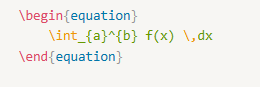 \begin{equation}
    \int_{a}^{b} f(x) \,dx
\end{equation}